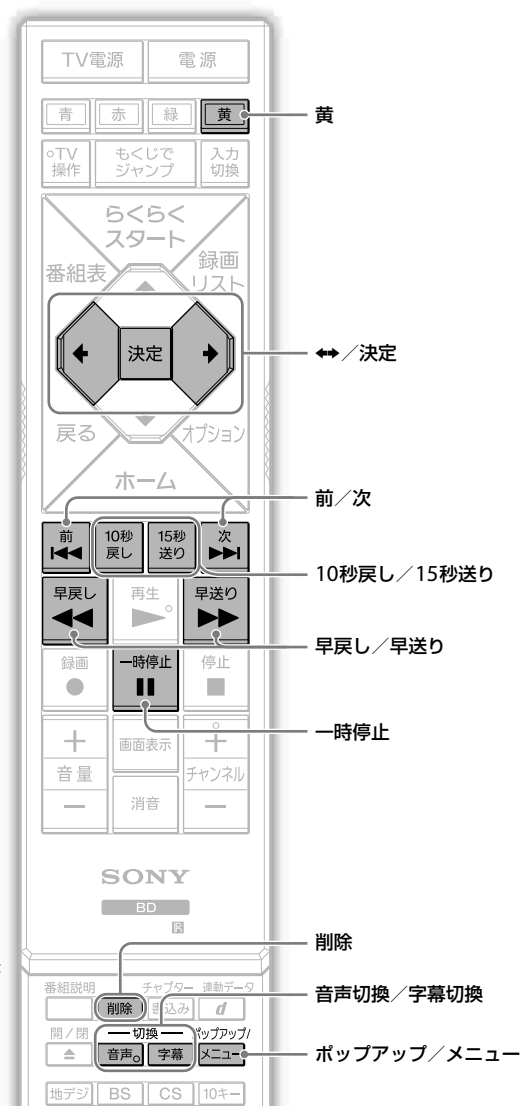 TV電源 電源
青 赤 緑 黄
黄
○TV操作 もくじでジャンプ 入力切換
らくらく
スタート
番組表
録画
リスト
決定
↔/決定
戻る
オプション
ホーム
前/次
前 10秒戻し 15秒送り 次
10秒戻し/15秒送り
早戻し 再生 早送り
早戻し/早送り
録画 一時停止 停止
一時停止
音量 画面表示 チャンネル
消音
SONY
BD
R
削除
番組説明 チャプター 連動データ
削除 書込み d
音声切換/字幕切換
開/閉 切換 ポップアップ/
音声 字幕 メニュー
ポップアップ/メニュー
地デジ BS CS 10キー